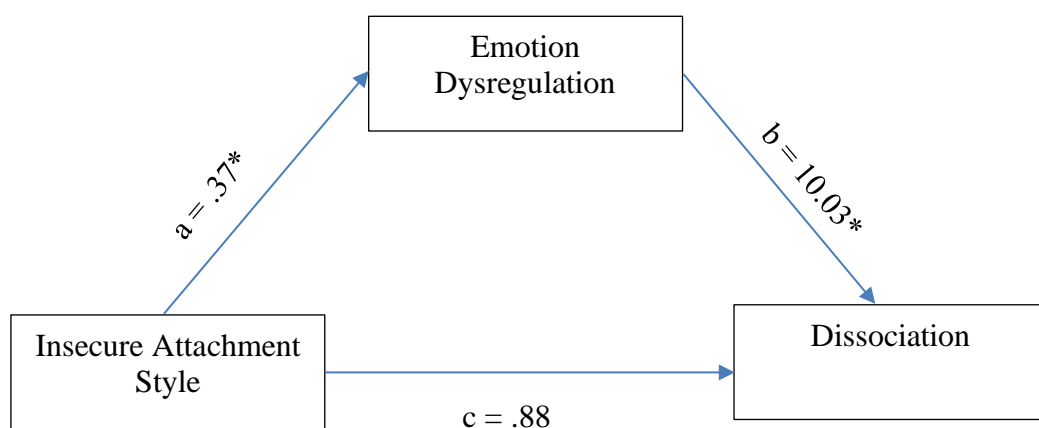 Emotion
Dysregulation
a = .37*
b = 10.03*
Insecure Attachment
Style
Dissociation
c = .88